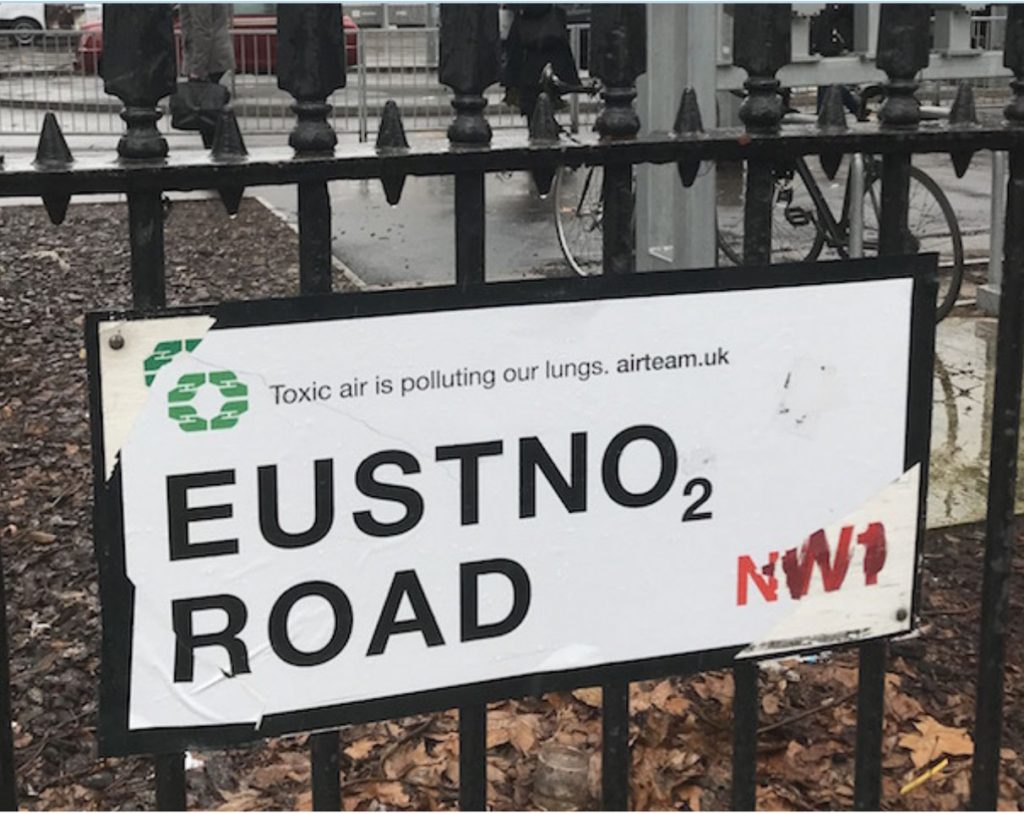 Toxic air is polluting our lungs. airteam.uk
EUSTNO₂
ROAD
NW1